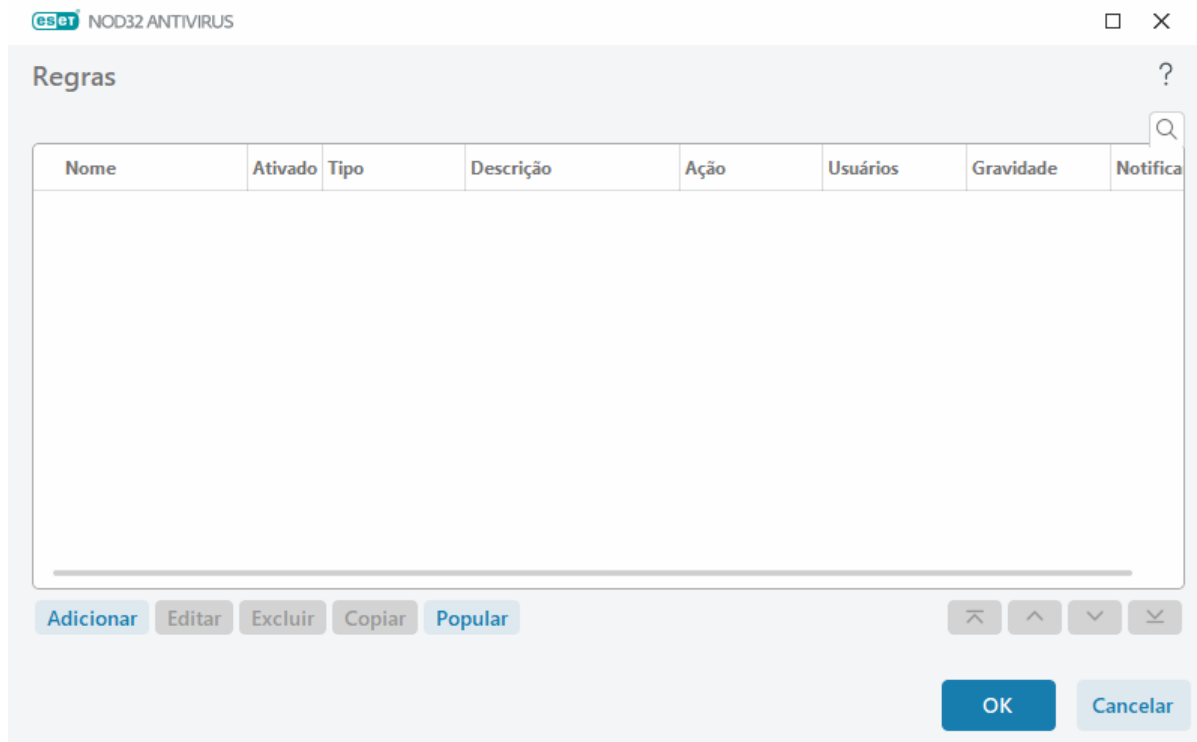 eset NOD32 ANTIVIRUS
Regras
?
Nome Ativado Tipo Descrição Ação Usuários Gravidade Notifica
Adicionar Editar Excluir Copiar Popular
OK Cancelar